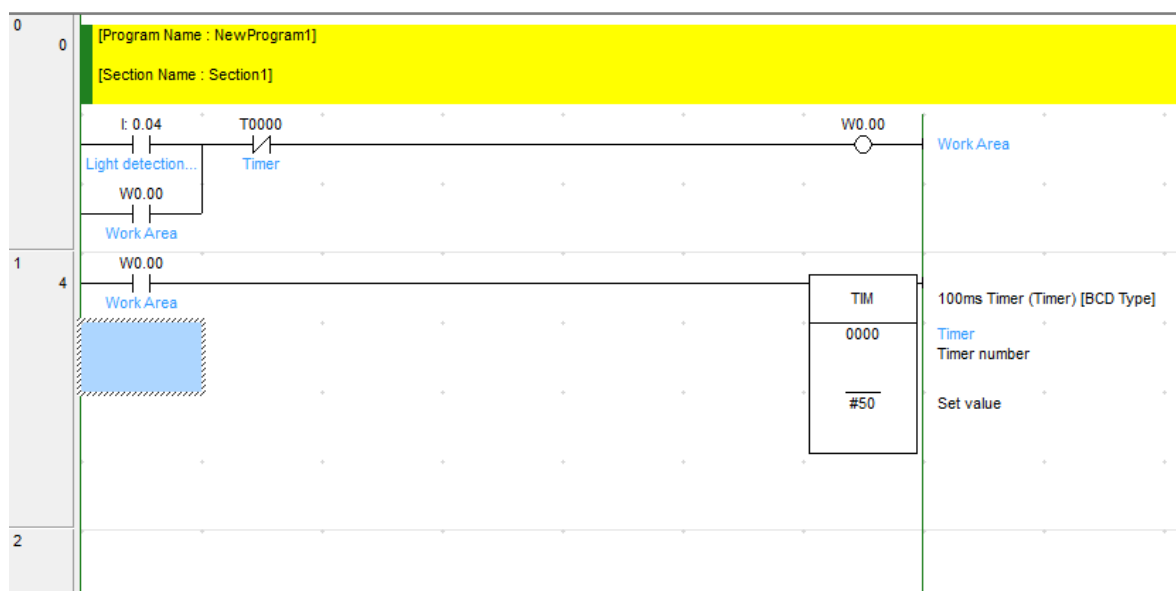 0
0
[Program Name : NewProgram1]
[Section Name : Section1]
I: 0.04 T0000 W0.00
Work Area
Light detection... Timer
W0.00
Work Area
1
W0.00
4
Work Area
TIM 100ms Timer (Timer) [BCD Type]
0000 Timer
Timer number
#50 Set value
2